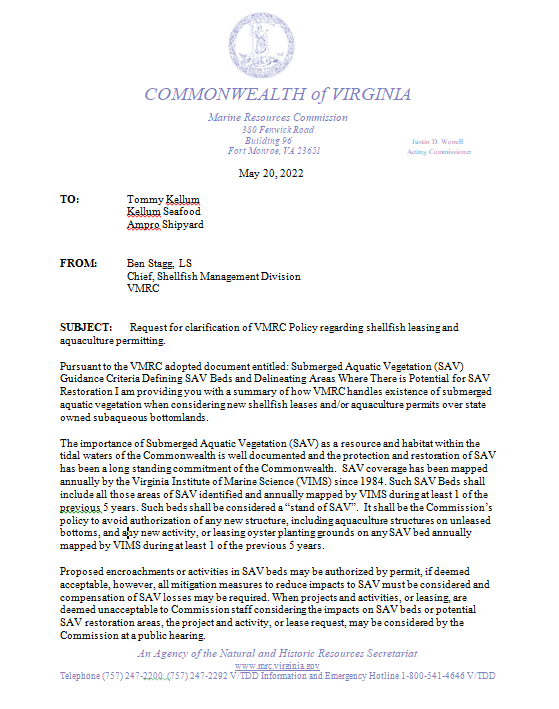 COMMONWEALTH of VIRGINIA
Marine Resources Commission
380 Fenwick Road
Building 96
Fort Monroe, VA 23651
Justin D. Worrell
Acting Commissioner
May 20, 2022
TO: Tommy Kellum
Kellum Seafood
Ampro Shipyard
FROM: Ben Stagg, LS
Chief, Shellfish Management Division
VMRC
SUBJECT: Request for clarification of VMRC Policy regarding shellfish leasing and
aquaculture permitting.
Pursuant to the VMRC adopted document entitled: Submerged Aquatic Vegetation (SAV)
Guidance Criteria Defining SAV Beds and Delineating Areas Where There is Potential for SAV
Restoration I am providing you with a summary of how VMRC handles existence of submerged
aquatic vegetation when considering new shellfish leases and/or aquaculture permits over state
owned subaqueous bottomlands.
The importance of Submerged Aquatic Vegetation (SAV) as a resource and habitat within the
tidal waters of the Commonwealth is well documented and the protection and restoration of SAV
has been a long standing commitment of the Commonwealth. SAV coverage has been mapped
annually by the Virginia Institute of Marine Science (VIMS) since 1984. Such SAV Beds shall
include all those areas of SAV identified and annually mapped by VIMS during at least 1 of the
previous 5 years. Such beds shall be considered a “stand of SAV”. It shall be the Commission’s
policy to avoid authorization of any new structure, including aquaculture structures on unleased
bottoms, and any new activity, or leasing oyster planting grounds on any SAV bed annually
mapped by VIMS during at least 1 of the previous 5 years.
Proposed encroachments or activities in SAV beds may be authorized by permit, if deemed
acceptable, however, all mitigation measures to reduce impacts to SAV must be considered and
compensation of SAV losses may be required. When projects and activities, or leasing, are
deemed unacceptable to Commission staff considering the impacts on SAV beds or potential
SAV restoration areas, the project and activity, or lease request, may be considered by the
Commission at a public hearing.
An Agency of the Natural and Historic Resources Secretariat
www.mrc.virginia.gov
Telephone (757) 247-2200 (757) 247-2292 V/TDD Information and Emergency Hotline 1-800-541-4646 V/TDD